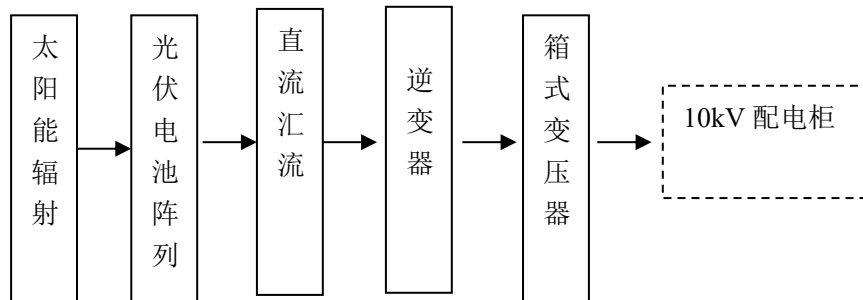 太阳能辐射
光伏电池阵列
直流汇流
逆变器
箱式变压器
10kV 配电柜